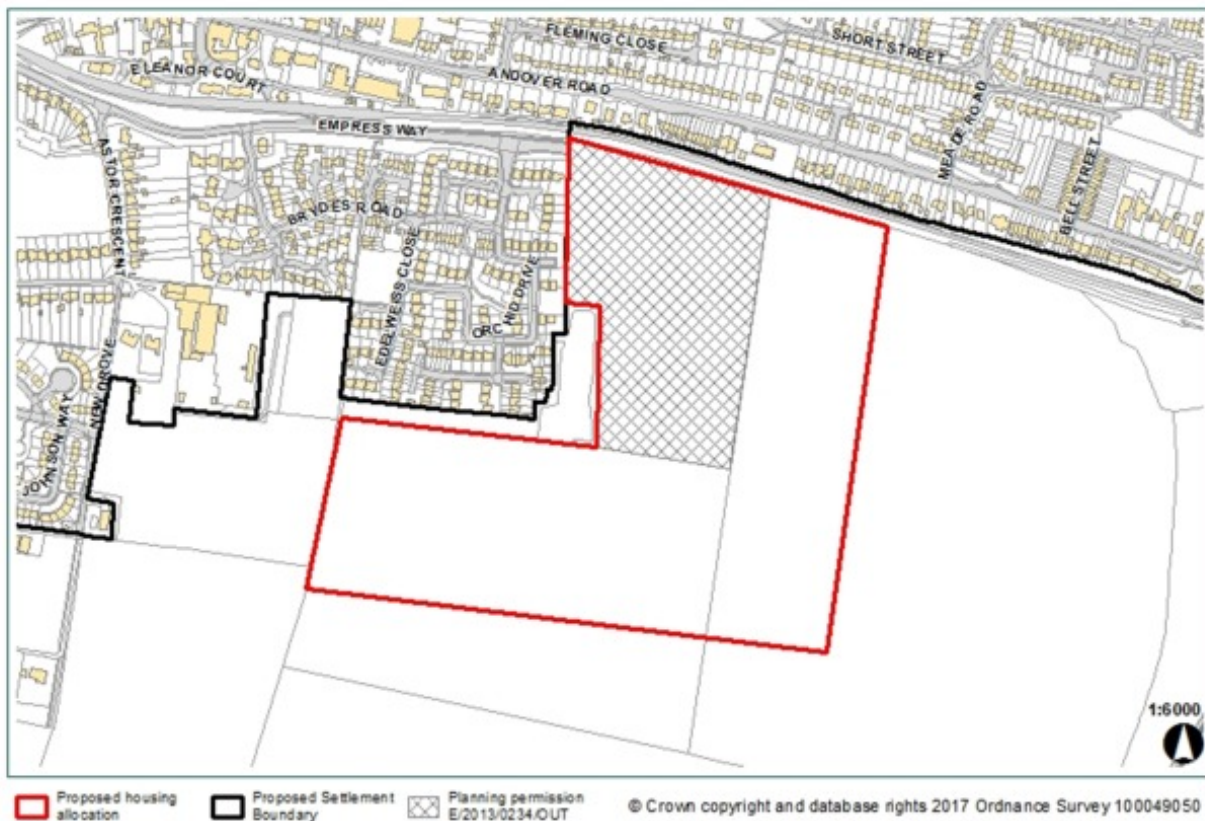 FLEMING CLOSE
SHORT STREET
ELEANOR COURT
ANDOVER ROAD
EMPRESS WAY
MEADE ROAD
BELL STREET
ASTOR CRESCENT
BRYDES ROAD
EDELWEISS CLOSE
ORCHID DRIVE
NEW DROVE
JOHNSON WAY
1:6000
Proposed housing
allocation
Proposed Settlement
Boundary
Planning permission
E/2013/0234/OUT
© Crown copyright and database rights 2017 Ordnance Survey 100049050